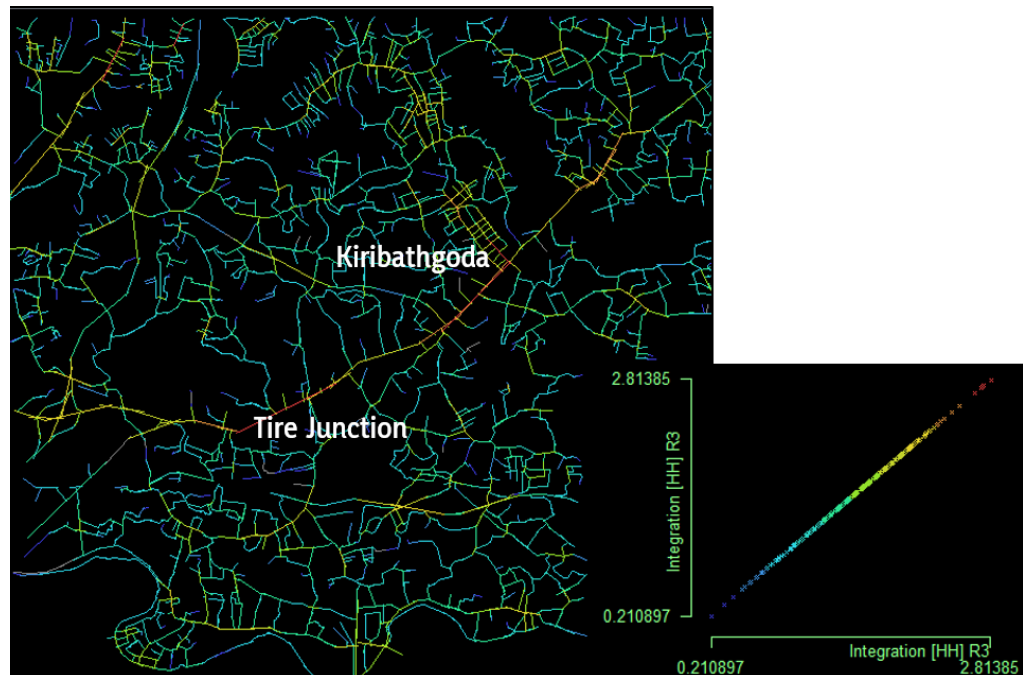 Kiribathgoda
Tire Junction
2.81385
Integration [HH] R3
0.210897
Integration [HH] R3
0.210897
2.81385